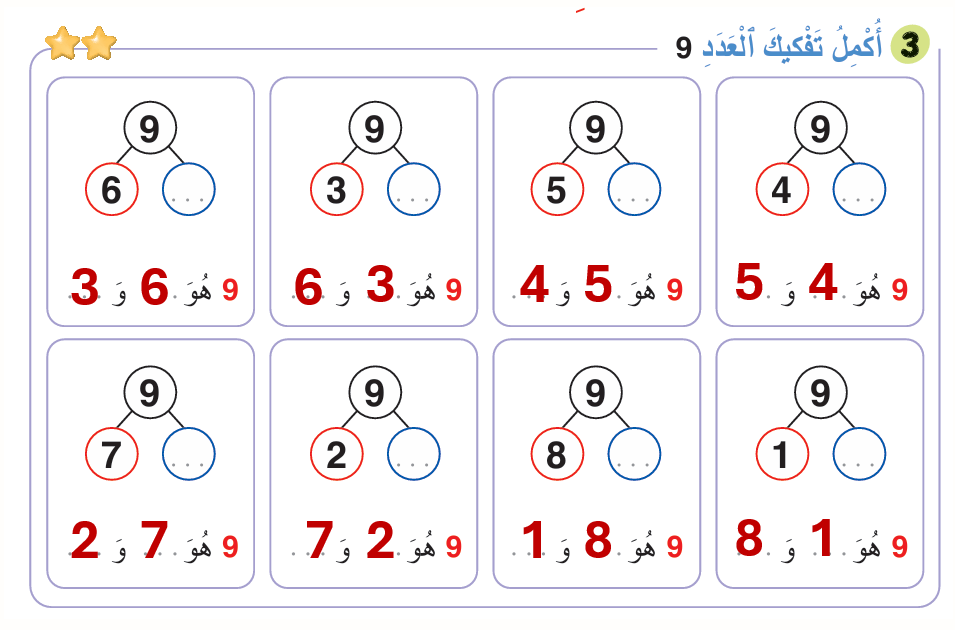 3 أُكْمِلُ تَفْكيكَ ٱلْعَدَدِ 9
9 9 9 9
4 ... 5 ... 3 ... 6 ...
9 هُوَ 4 وَ 5
9 هُوَ 5 وَ 4
9 هُوَ 3 وَ 6
9 هُوَ 6 وَ 3
9 9 9 9
1 ... 8 ... 2 ... 7 ...
9 هُوَ 1 وَ 8
9 هُوَ 8 وَ 1
9 هُوَ 2 وَ 7
9 هُوَ 7 وَ 2